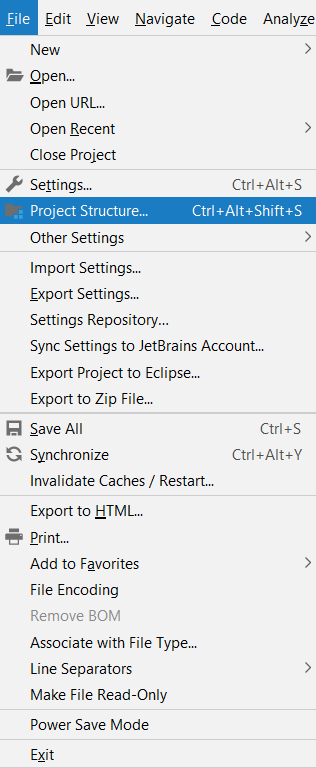 File Edit View Navigate Code Analyze
New
Open...
Open URL...
Open Recent
Close Project
Settings... Ctrl+Alt+S
Project Structure... Ctrl+Alt+Shift+S
Other Settings
Import Settings...
Export Settings...
Settings Repository...
Sync Settings to JetBrains Account...
Export Project to Eclipse...
Export to Zip File...
Save All Ctrl+S
Synchronize Ctrl+Alt+Y
Invalidate Caches / Restart...
Export to HTML...
Print...
Add to Favorites
File Encoding
Remove BOM
Associate with File Type...
Line Separators
Make File Read-Only
Power Save Mode
Exit